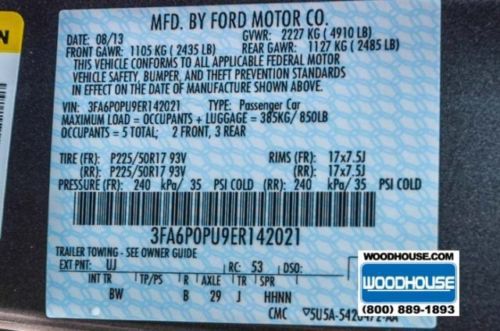 MFD. BY FORD MOTOR CO.
DATE: 08/13 GVWR: 2227 KG (4910 LB)
FRONT GAWR: 1105 KG (2435 LB) REAR GAWR: 1127 KG (2485 LB)
THIS VEHICLE CONFORMS TO ALL APPLICABLE FEDERAL MOTOR
VEHICLE SAFETY, BUMPER, AND THEFT PREVENTION STANDARDS IN
EFFECT ON THE DATE OF MANUFACTURE SHOWN ABOVE.
VIN: 3FA6P0PU9ER142021 TYPE: Passenger Car
MAXIMUM LOAD = OCCUPANTS + LUGGAGE = 385KG/ 850LB
OCCUPANTS = 5 TOTAL; 2 FRONT, 3 REAR
TIRE (FR): P225/50R17 93V RIMS (FR): 17x7.5J
(RR): P225/50R17 93V (RR): 17x7.5J
PRESSURE (FR): 240 kPa/ 35 PSI COLD (RR): 240 kPa/ 35 PSI COLD
3FA6P0PU9ER142021
TRAILER TOWING - SEE OWNER GUIDE
EXT PNT: UJ RC: 53 DSO:
INT TR TP/PS R AXLE TR SPR
BW B 29 J HHNN
CMC
WOODHOUSE.COM
WOODHOUSE
(800) 889-1893